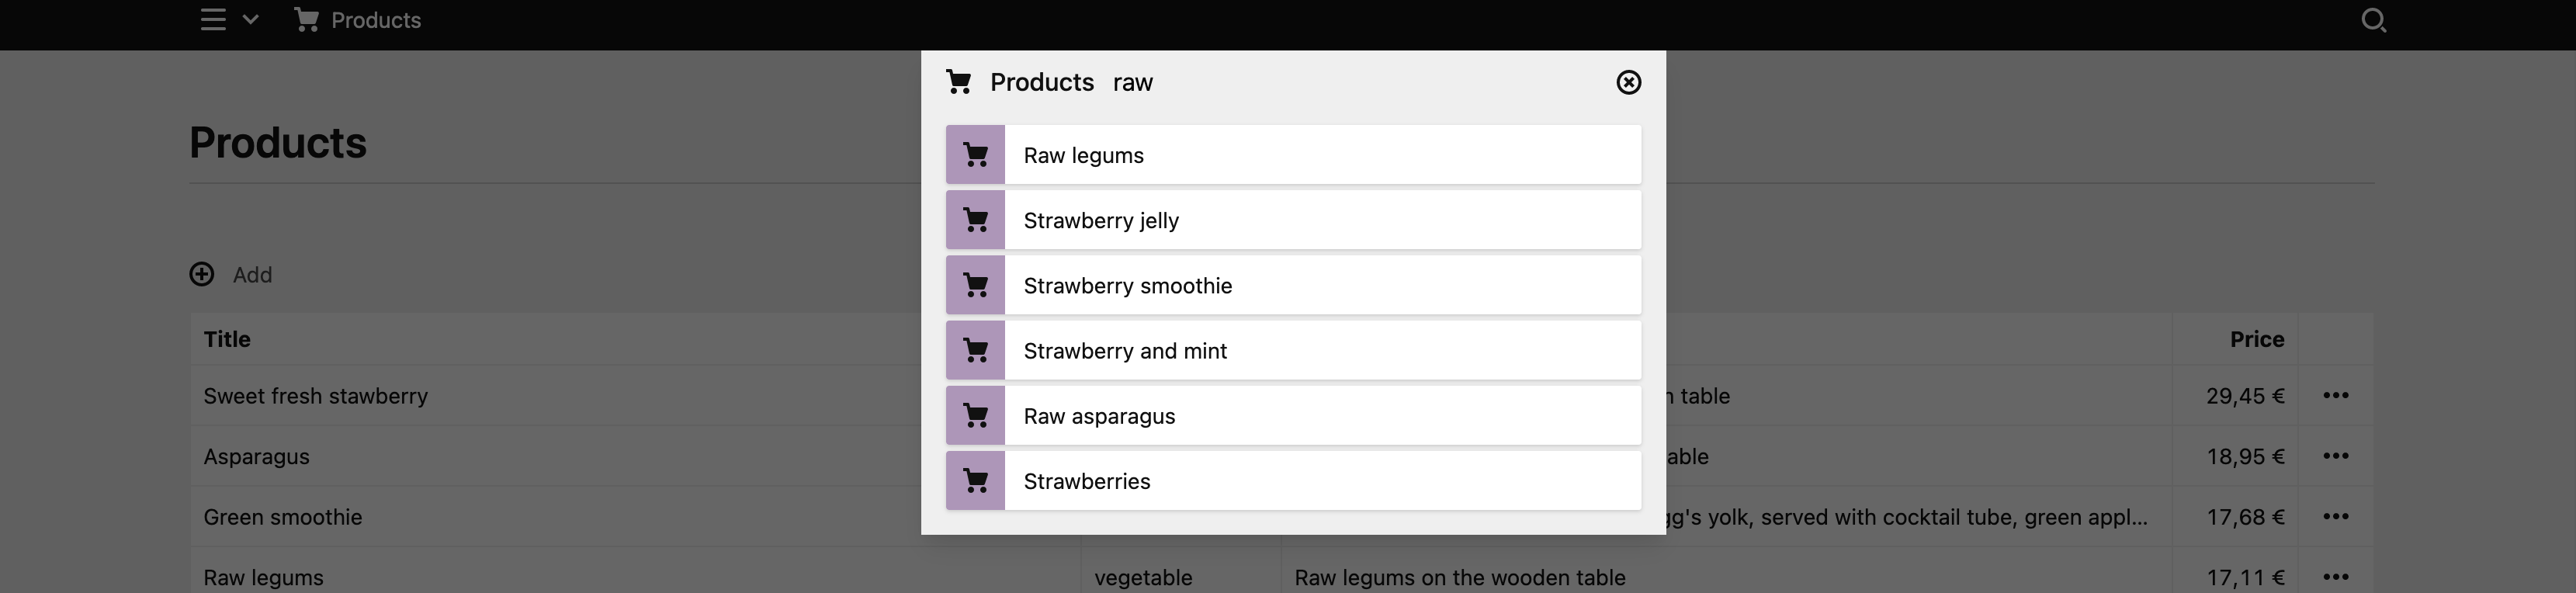 Products
Products raw
Products
Raw legums
Strawberry jelly
Strawberry smoothie
Strawberry and mint
Raw asparagus
Strawberries
Add
Title Price
Sweet fresh stawberry table 29,45 €
Asparagus 18,95 €
Green smoothie yolk, served with cocktail tube, green appl... 17,68 €
Raw legums vegetable Raw legums on the wooden table 17,11 €